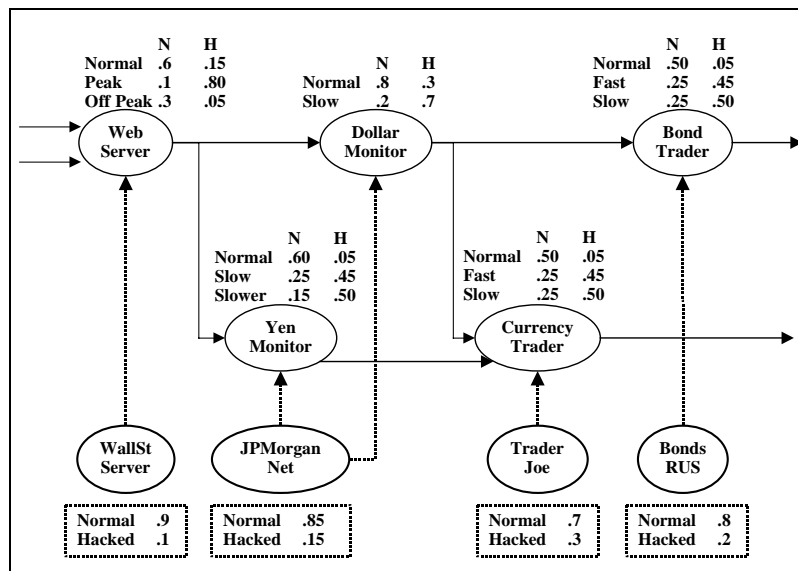 N H
Normal .6 .15
Peak .1 .80
Off Peak .3 .05
Web
Server
N H
Normal .8 .3
Slow .2 .7
Dollar
Monitor
N H
Normal .50 .05
Fast .25 .45
Slow .25 .50
Bond
Trader
N H
Normal .60 .05
Slow .25 .45
Slower .15 .50
Yen
Monitor
N H
Normal .50 .05
Fast .25 .45
Slow .25 .50
Currency
Trader
WallSt
Server
JPMorgan
Net
Trader
Joe
Bonds
RUS
Normal .9
Hacked .1
Normal .85
Hacked .15
Normal .7
Hacked .3
Normal .8
Hacked .2